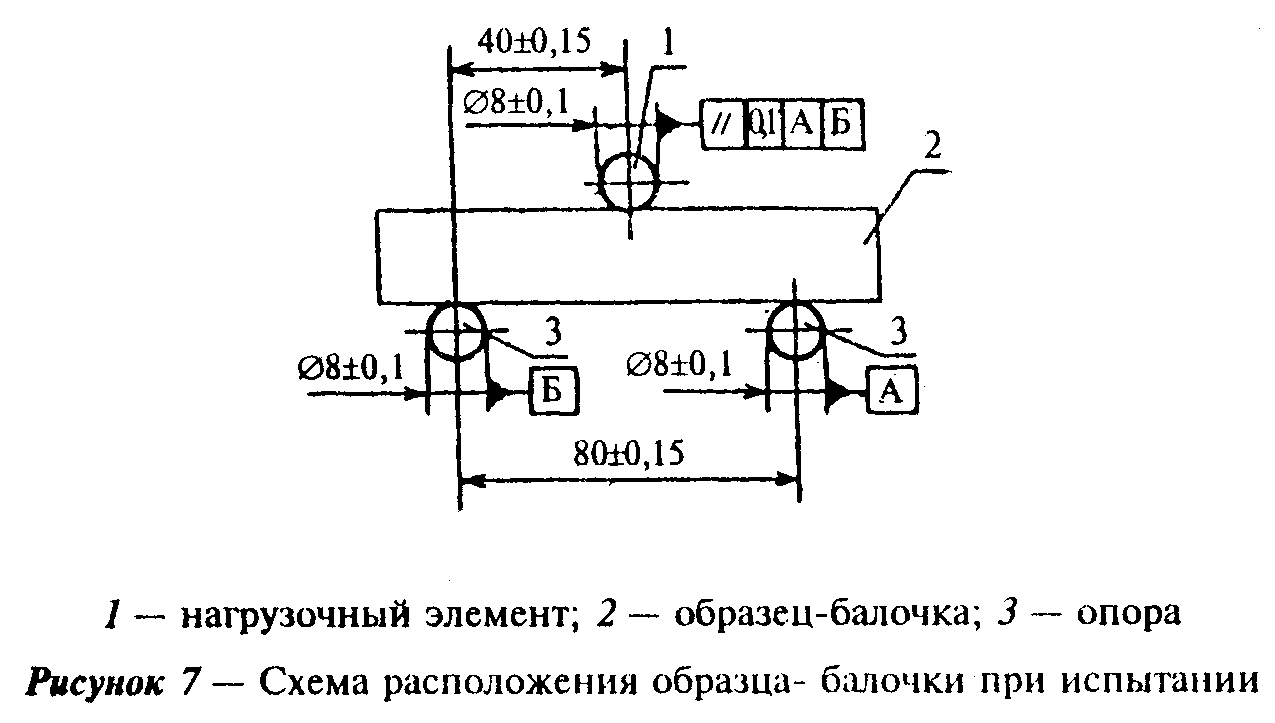 40±0,15
1
∅8±0,1
// 0,1 А Б
2
3
3
∅8±0,1
Б
∅8±0,1
А
80±0,15
1 — нагрузочный элемент; 2 — образец-балочка; 3 — опора
Рисунок 7 — Схема расположения образца- балочки при испытании